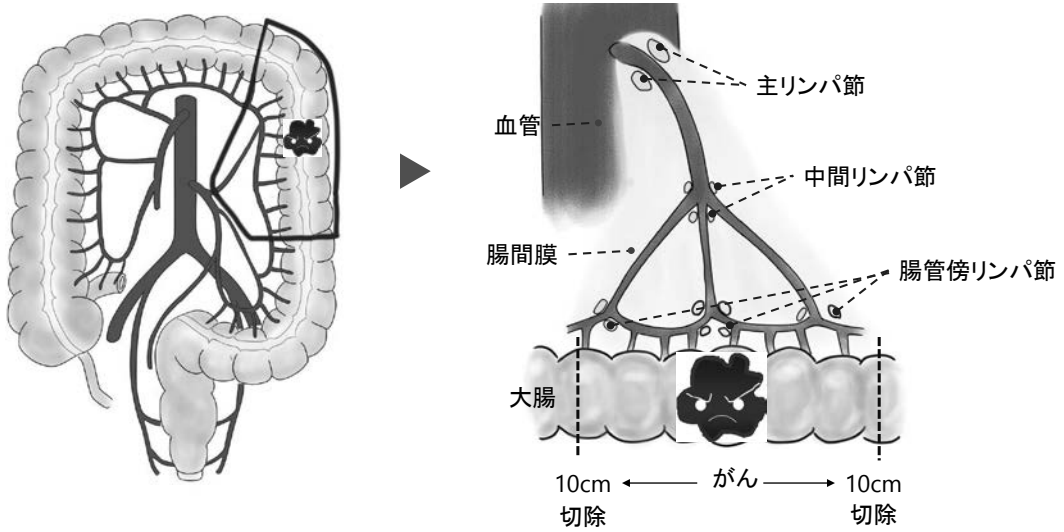 主リンパ節
血管
中間リンパ節
腸間膜
腸管傍リンパ節
大腸
10cm
切除
がん
10cm
切除